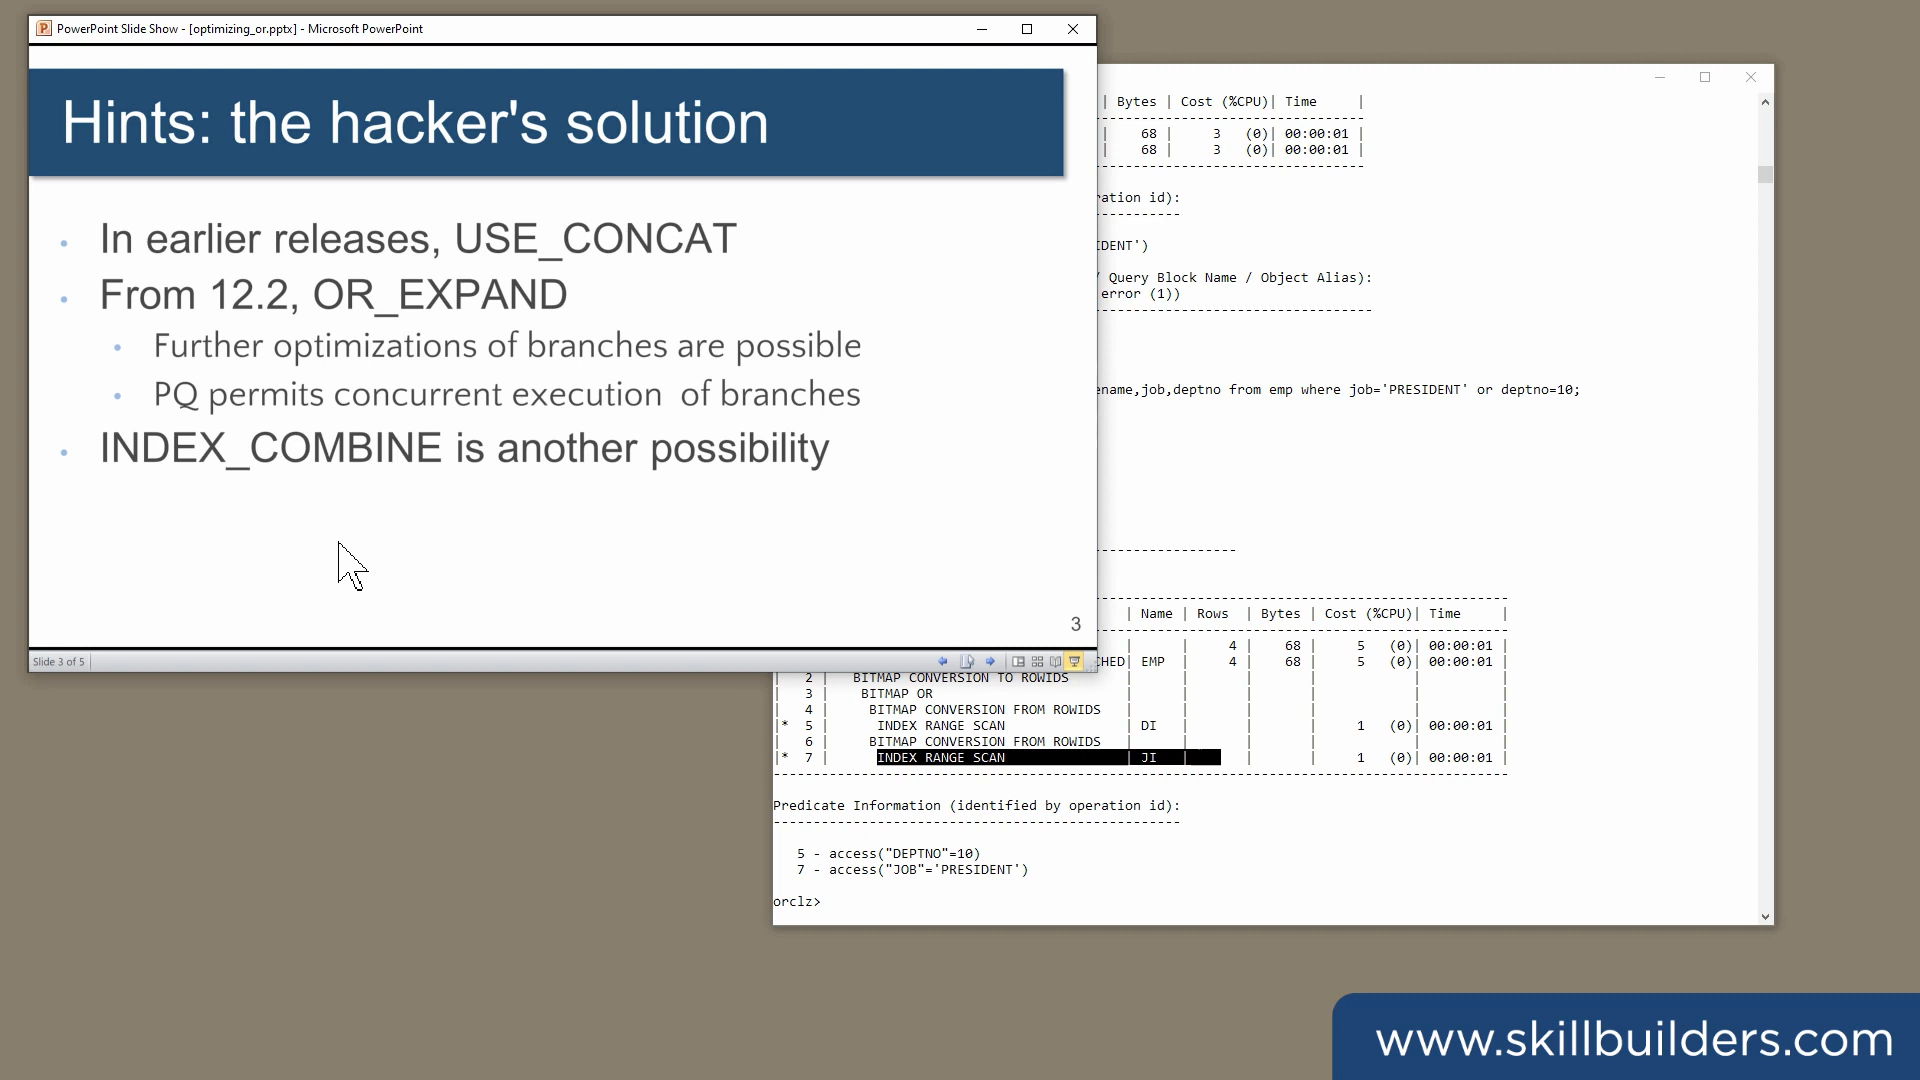 PowerPoint Slide Show - [optimizing_or.pptx] - Microsoft PowerPoint
Hints: the hacker's solution
• In earlier releases, USE_CONCAT
• From 12.2, OR_EXPAND
• Further optimizations of branches are possible
• PQ permits concurrent execution of branches
• INDEX_COMBINE is another possibility
3
Slide 3 of 5
| Bytes | Cost (%CPU)| Time |
---------------------------------
| 68 | 3 (0)| 00:00:01 |
| 68 | 3 (0)| 00:00:01 |
---------------------------------
ration id):
-----------
IDENT')
/ Query Block Name / Object Alias):
error (1))
-----------------------------------
ename,job,deptno from emp where job='PRESIDENT' or deptno=10;
------------------
---------------------------------------------------
| Name | Rows | Bytes | Cost (%CPU)| Time |
---------------------------------------------------
| | 4 | 68 | 5 (0)| 00:00:01 |
CHED| EMP | 4 | 68 | 5 (0)| 00:00:01 |
| 2 | BITMAP CONVERSION TO ROWIDS | | | | | |
| 3 | BITMAP OR | | | | | |
| 4 | BITMAP CONVERSION FROM ROWIDS | | | | | |
|* 5 | INDEX RANGE SCAN | DI | | | 1 (0)| 00:00:01 |
| 6 | BITMAP CONVERSION FROM ROWIDS | | | | | |
|* 7 | INDEX RANGE SCAN | JI | | | 1 (0)| 00:00:01 |
--------------------------------------------------------------------------------------------
Predicate Information (identified by operation id):
---------------------------------------------------
5 - access("DEPTNO"=10)
7 - access("JOB"='PRESIDENT')
orclz>
www.skillbuilders.com